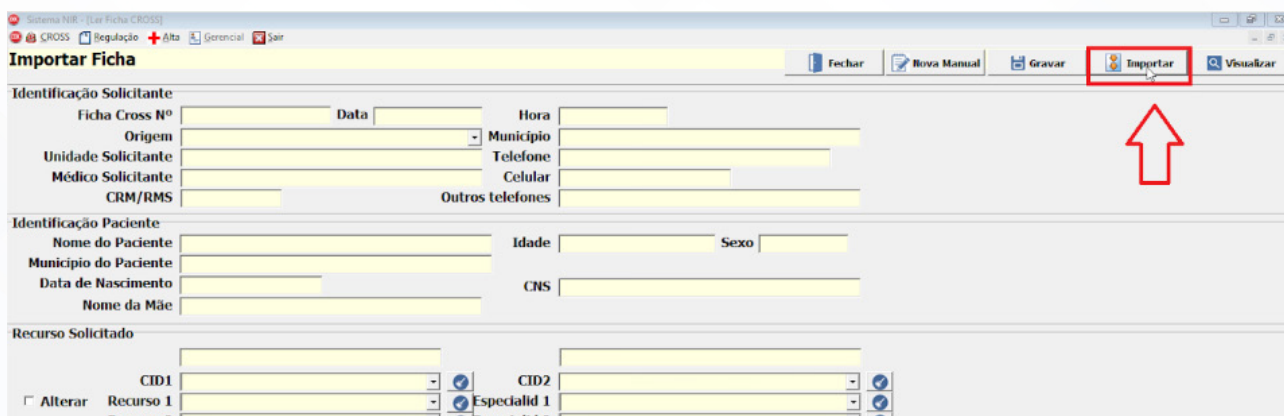 Sistema NIR - [Ler Ficha CROSS]
CROSS Regulação Alta Gerencial Sair
Importar Ficha Fechar Nova Manual Gravar Importar Visualizar
Identificação Solicitante
Ficha Cross Nº Data Hora
Origem Município
Unidade Solicitante Telefone
Médico Solicitante Celular
CRM/RMS Outros telefones
Identificação Paciente
Nome do Paciente Idade Sexo
Município do Paciente
Data de Nascimento CNS
Nome da Mãe
Recurso Solicitado
CID1 CID2
Alterar Recurso 1 Especialid 1